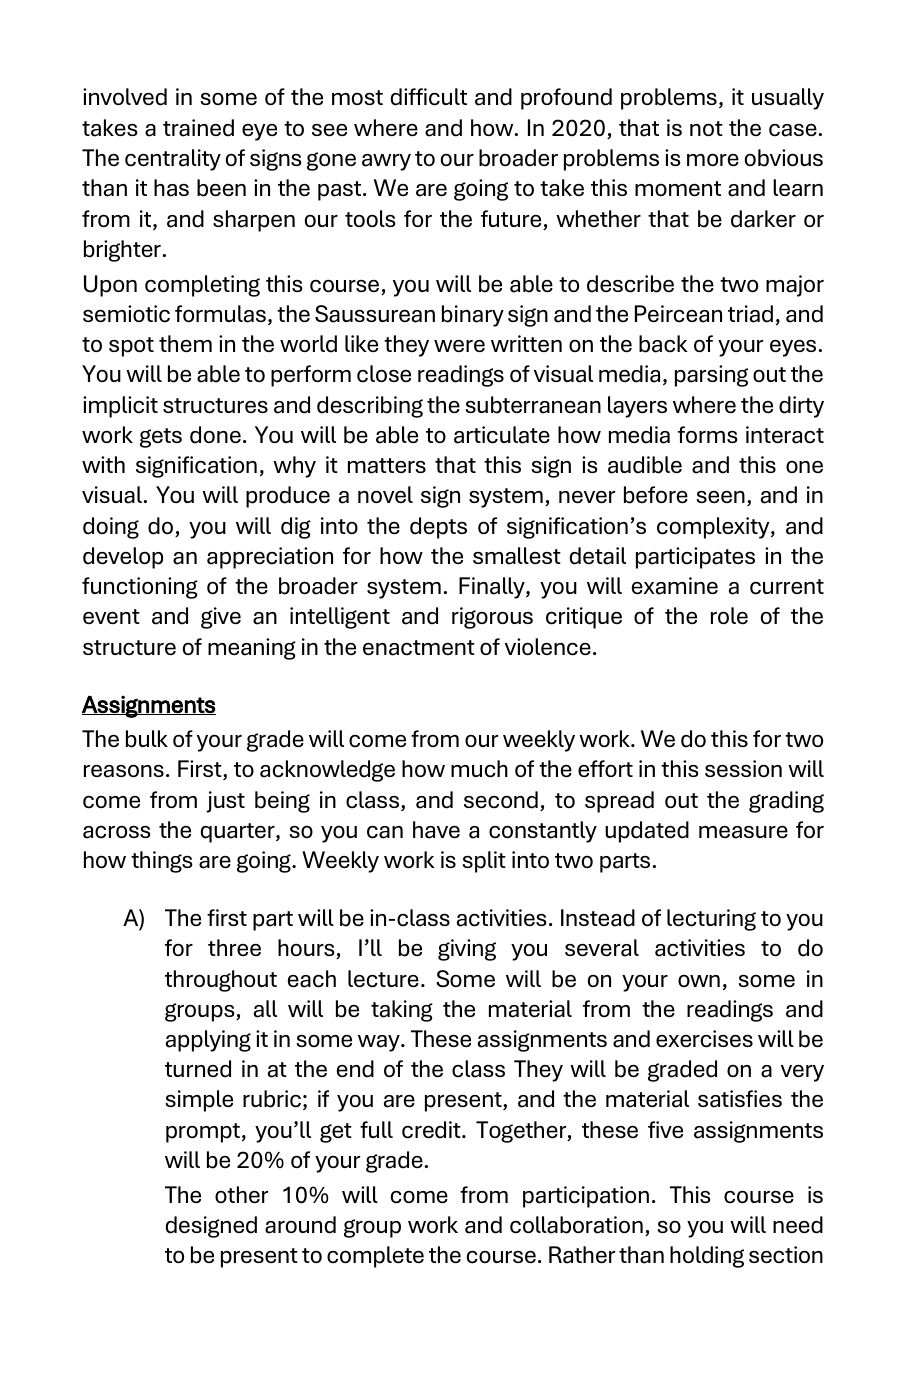 involved in some of the most difficult and profound problems, it usually
takes a trained eye to see where and how. In 2020, that is not the case.
The centrality of signs gone awry to our broader problems is more obvious
than it has been in the past. We are going to take this moment and learn
from it, and sharpen our tools for the future, whether that be darker or
brighter.
Upon completing this course, you will be able to describe the two major
semiotic formulas, the Saussurean binary sign and the Peircean triad, and
to spot them in the world like they were written on the back of your eyes.
You will be able to perform close readings of visual media, parsing out the
implicit structures and describing the subterranean layers where the dirty
work gets done. You will be able to articulate how media forms interact
with signification, why it matters that this sign is audible and this one
visual. You will produce a novel sign system, never before seen, and in
doing do, you will dig into the depts of signification’s complexity, and
develop an appreciation for how the smallest detail participates in the
functioning of the broader system. Finally, you will examine a current
event and give an intelligent and rigorous critique of the role of the
structure of meaning in the enactment of violence.
Assignments
The bulk of your grade will come from our weekly work. We do this for two
reasons. First, to acknowledge how much of the effort in this session will
come from just being in class, and second, to spread out the grading
across the quarter, so you can have a constantly updated measure for
how things are going. Weekly work is split into two parts.
A) The first part will be in-class activities. Instead of lecturing to you
for three hours, I’ll be giving you several activities to do
throughout each lecture. Some will be on your own, some in
groups, all will be taking the material from the readings and
applying it in some way. These assignments and exercises will be
turned in at the end of the class They will be graded on a very
simple rubric; if you are present, and the material satisfies the
prompt, you’ll get full credit. Together, these five assignments
will be 20% of your grade.
The other 10% will come from participation. This course is
designed around group work and collaboration, so you will need
to be present to complete the course. Rather than holding section